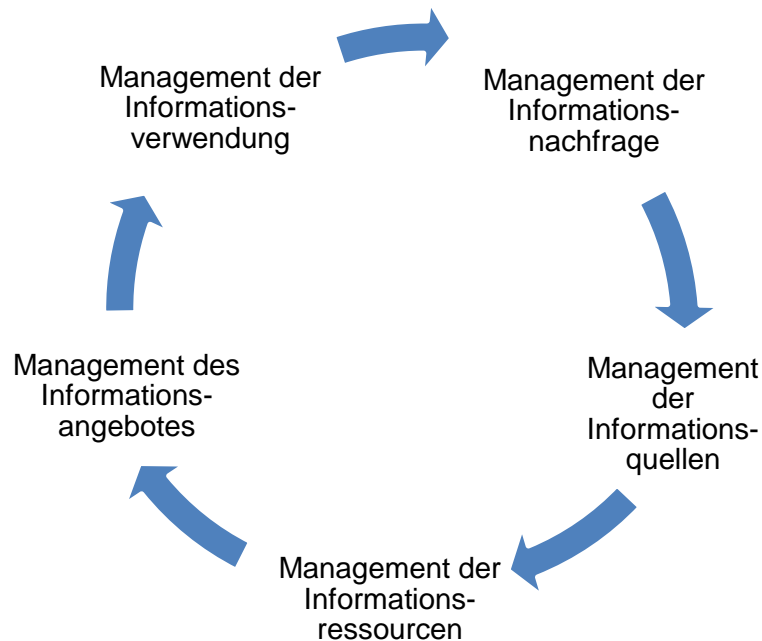 Management der
Informations-
verwendung
Management der
Informations-
nachfrage
Management
der
Informations-
quellen
Management der
Informations-
ressourcen
Management des
Informations-
angebotes